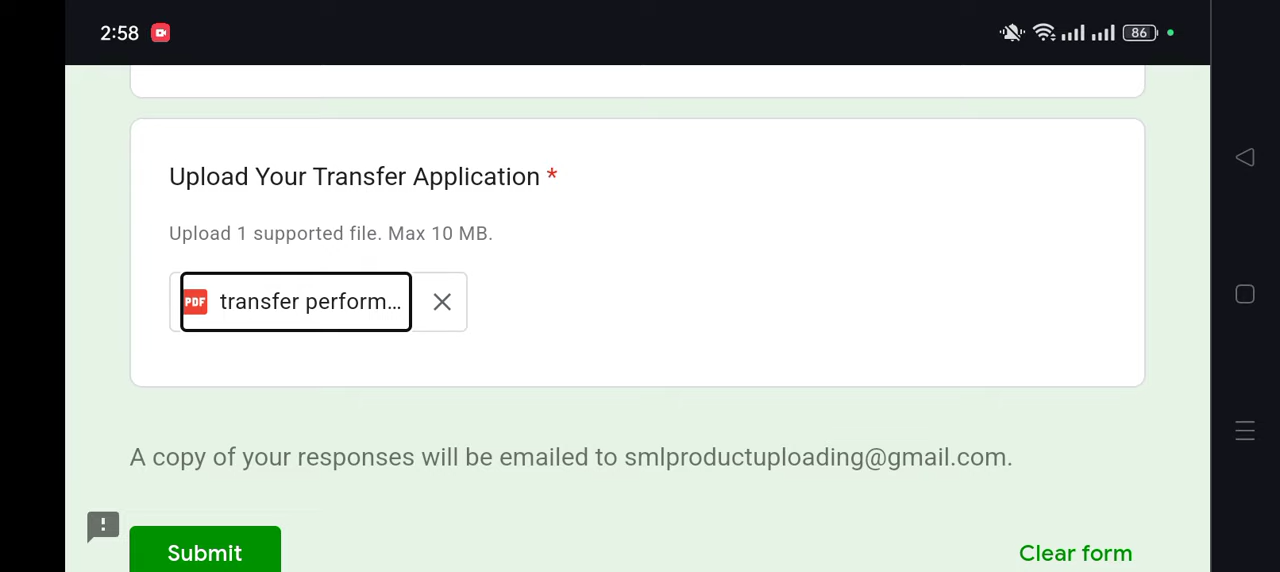 2:58
86
Upload Your Transfer Application *
Upload 1 supported file. Max 10 MB.
PDF transfer perform...
A copy of your responses will be emailed to smlproductuploading@gmail.com.
Submit
Clear form